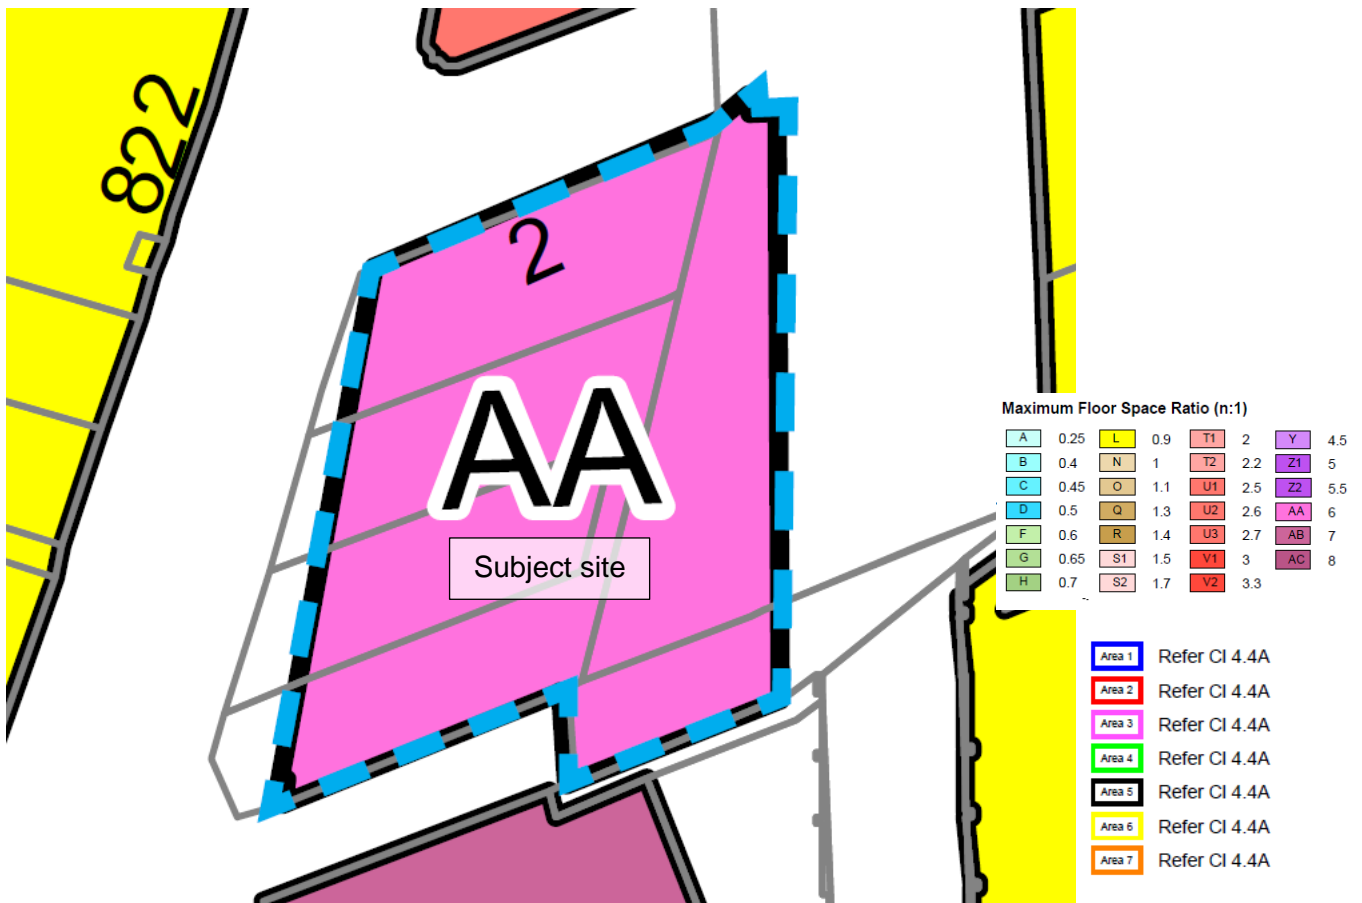 822
2
AA
Subject site
Maximum Floor Space Ratio (n:1)
A 0.25 L 0.9 T1 2 Y 4.5
B 0.4 N 1 T2 2.2 Z1 5
C 0.45 O 1.1 U1 2.5 Z2 5.5
D 0.5 Q 1.3 U2 2.6 AA 6
F 0.6 R 1.4 U3 2.7 AB 7
G 0.65 S1 1.5 V1 3 AC 8
H 0.7 S2 1.7 V2 3.3
Area 1 Refer Cl 4.4A
Area 2 Refer Cl 4.4A
Area 3 Refer Cl 4.4A
Area 4 Refer Cl 4.4A
Area 5 Refer Cl 4.4A
Area 6 Refer Cl 4.4A
Area 7 Refer Cl 4.4A